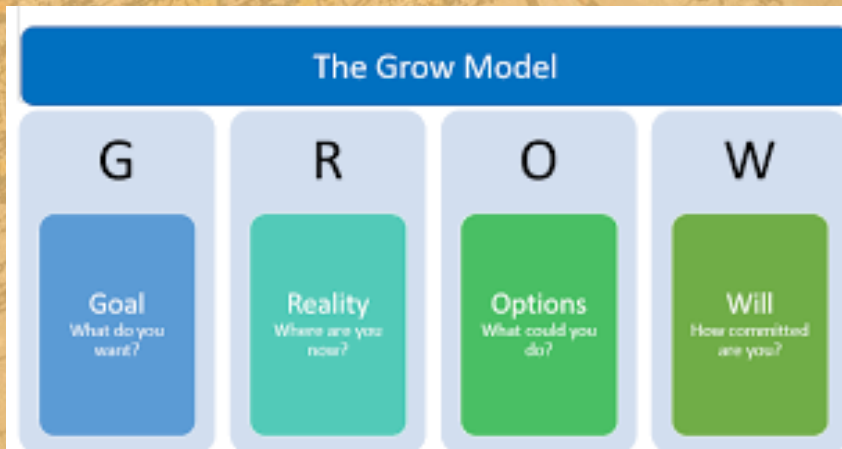 The Grow Model
G
R
O
W
Goal
What do you
want?
Reality
Where are you
now?
Options
What could you
do?
Will
How committed
are you?